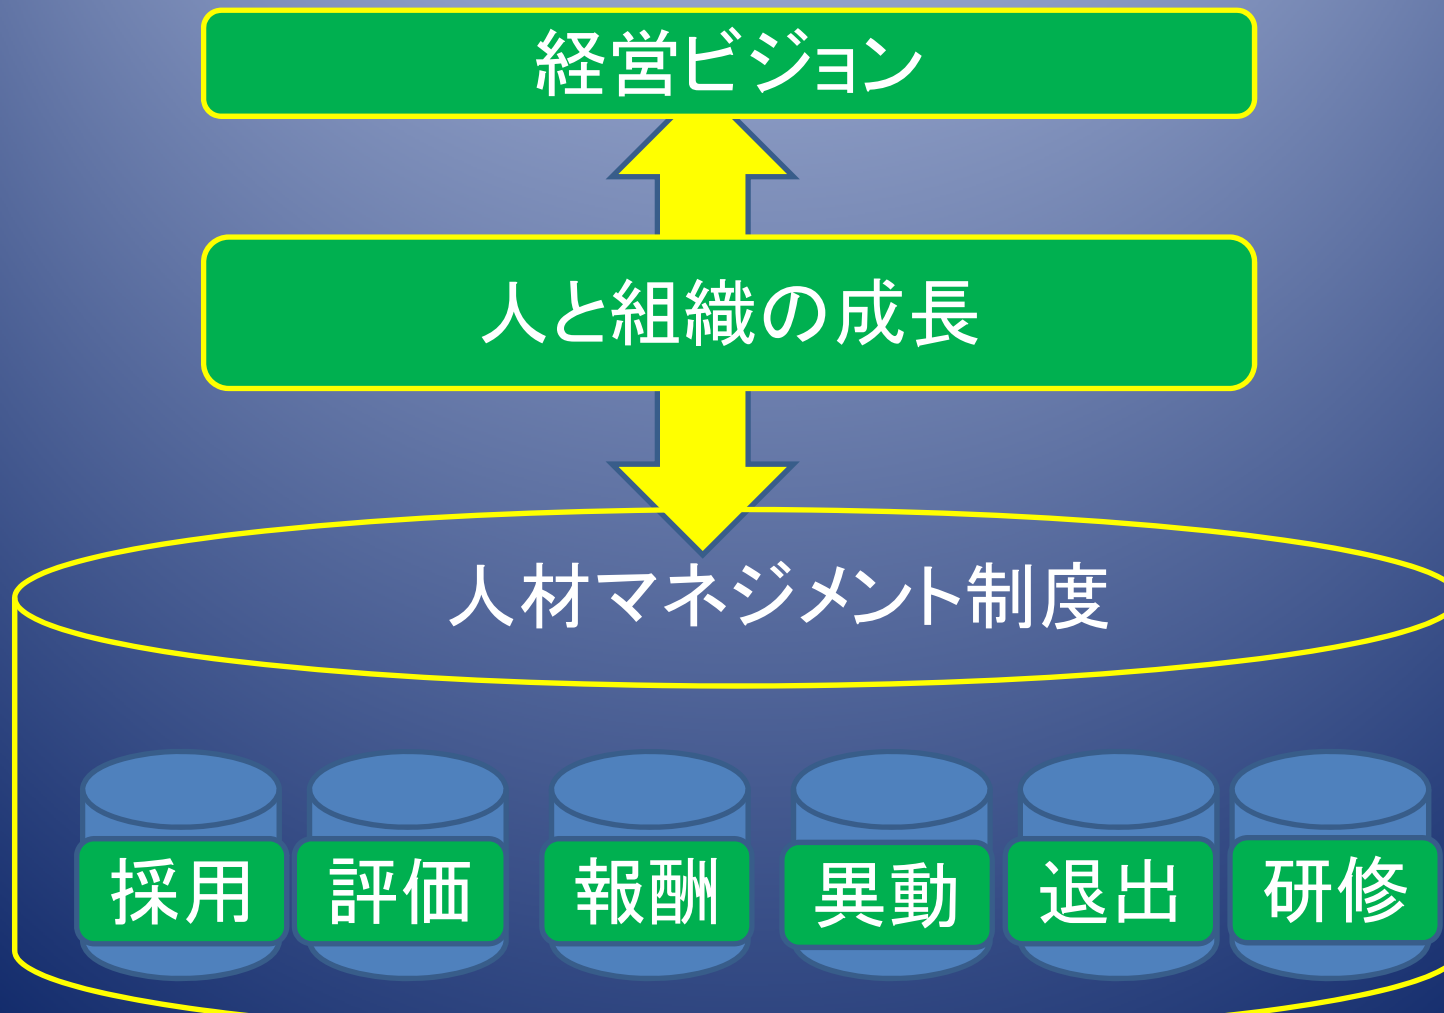 経営ビジョン
人と組織の成長
人材マネジメント制度
採用
評価
報酬
異動
退出
研修